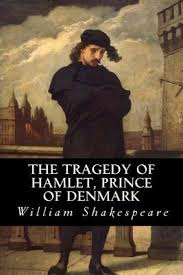 THE TRAGEDY OF
HAMLET, PRINCE
OF DENMARK
William Shakespeare